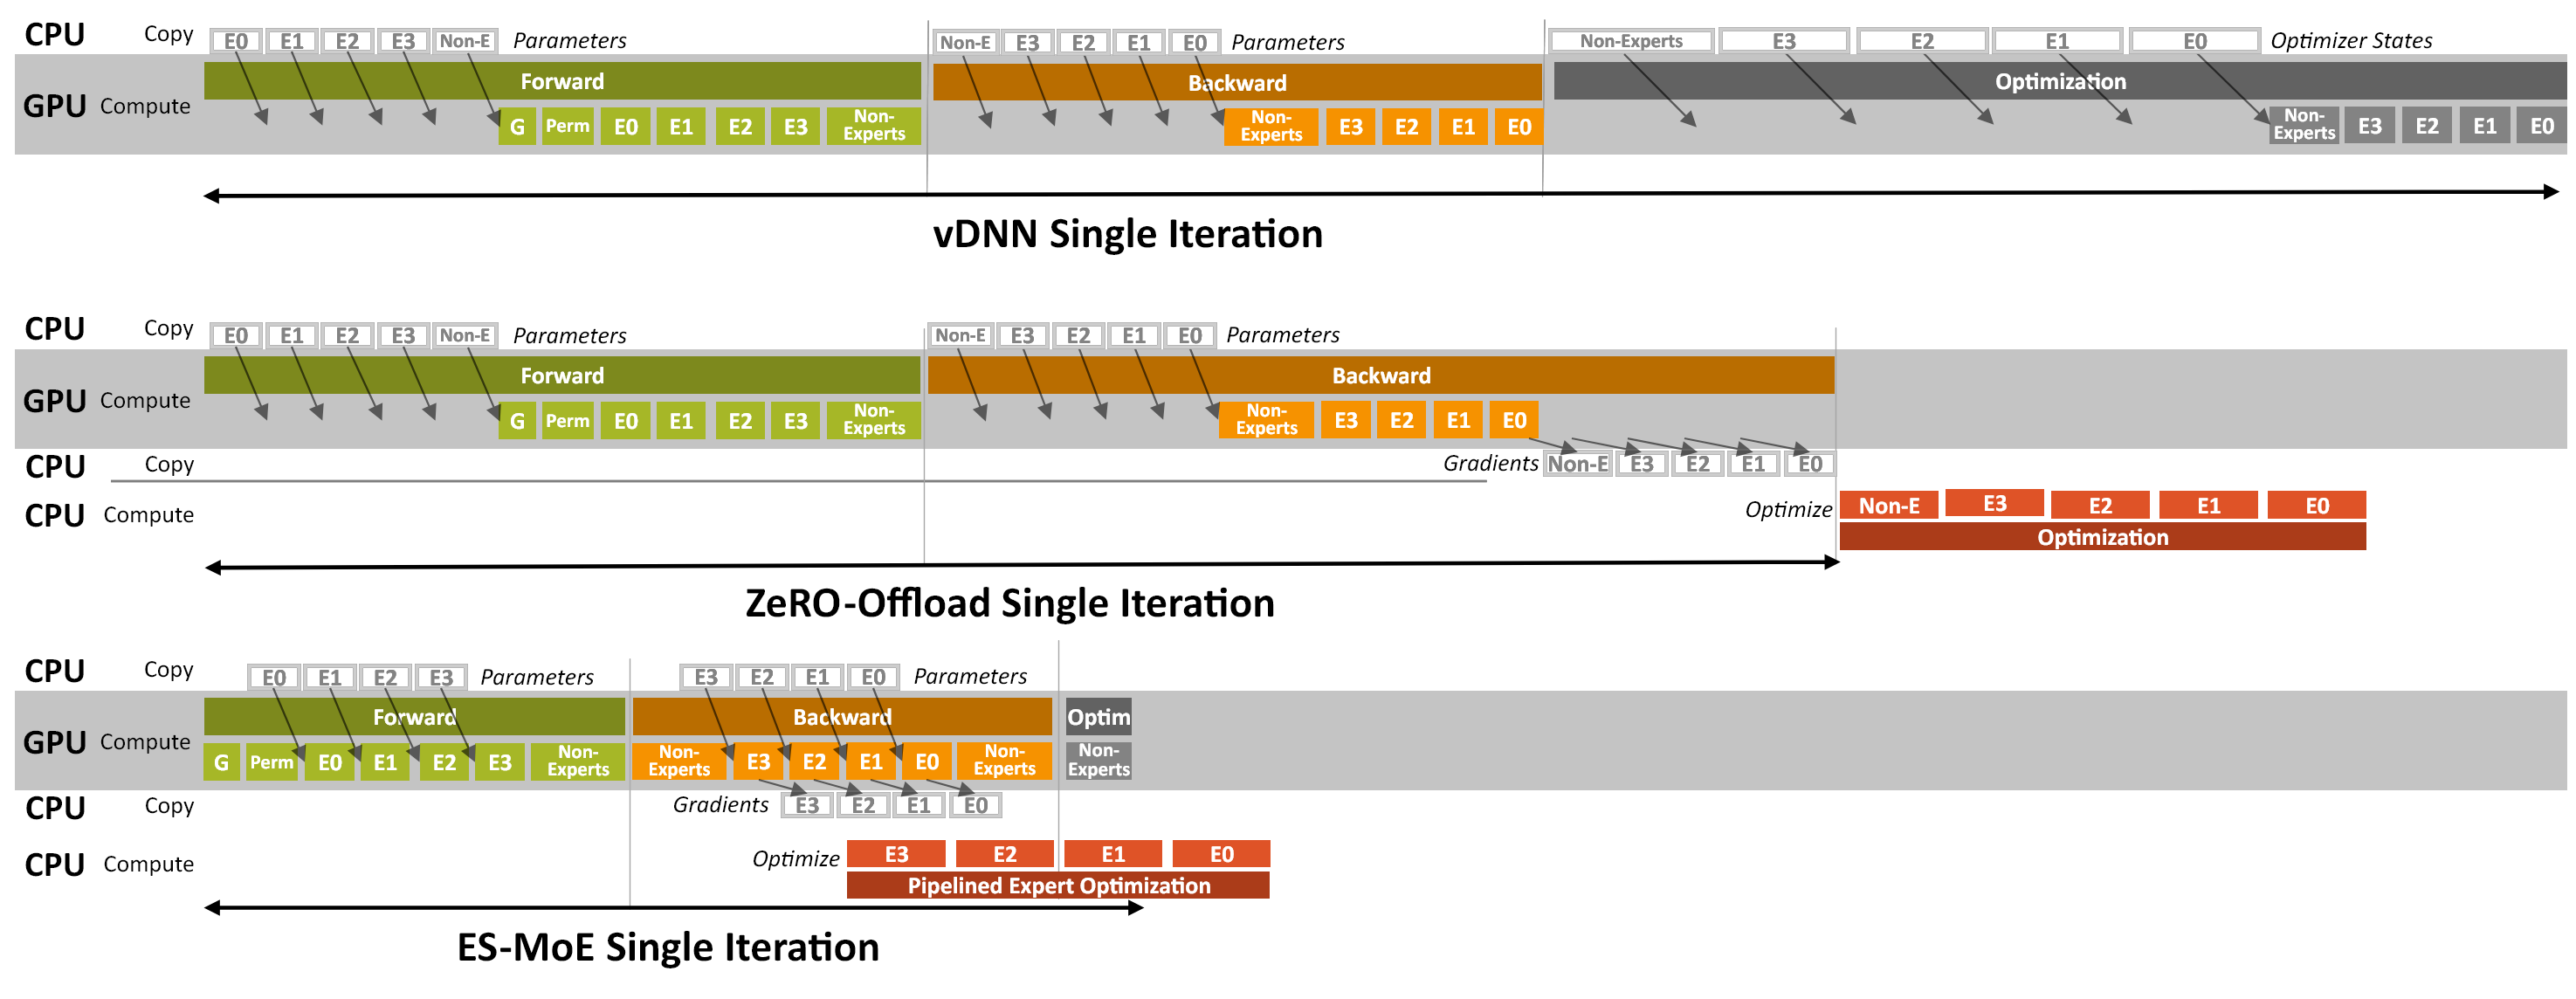 CPU Copy E0 E1 E2 E3 Non-E Parameters Non-E E3 E2 E1 E0 Parameters Non-Experts E3 E2 E1 E0 Optimizer States
Forward Backward Optimization
GPU Compute G Perm E0 E1 E2 E3 Non-Experts Non-Experts E3 E2 E1 E0 Non-Experts E3 E2 E1 E0
vDNN Single Iteration
CPU Copy E0 E1 E2 E3 Non-E Parameters Non-E E3 E2 E1 E0 Parameters
Forward Backward
GPU Compute G Perm E0 E1 E2 E3 Non-Experts Non-Experts E3 E2 E1 E0
CPU Copy Gradients Non-E E3 E2 E1 E0
CPU Compute Optimize Non-E E3 E2 E1 E0
Optimization
ZeRO-Offload Single Iteration
CPU Copy E0 E1 E2 E3 Parameters E3 E2 E1 E0 Parameters
Forward Backward Optim
GPU Compute G Perm E0 E1 E2 E3 Non-Experts Non-Experts E3 E2 E1 E0 Non-Experts Non-Experts
CPU Copy Gradients E3 E2 E1 E0
CPU Compute Optimize E3 E2 E1 E0
Pipelined Expert Optimization
ES-MoE Single Iteration